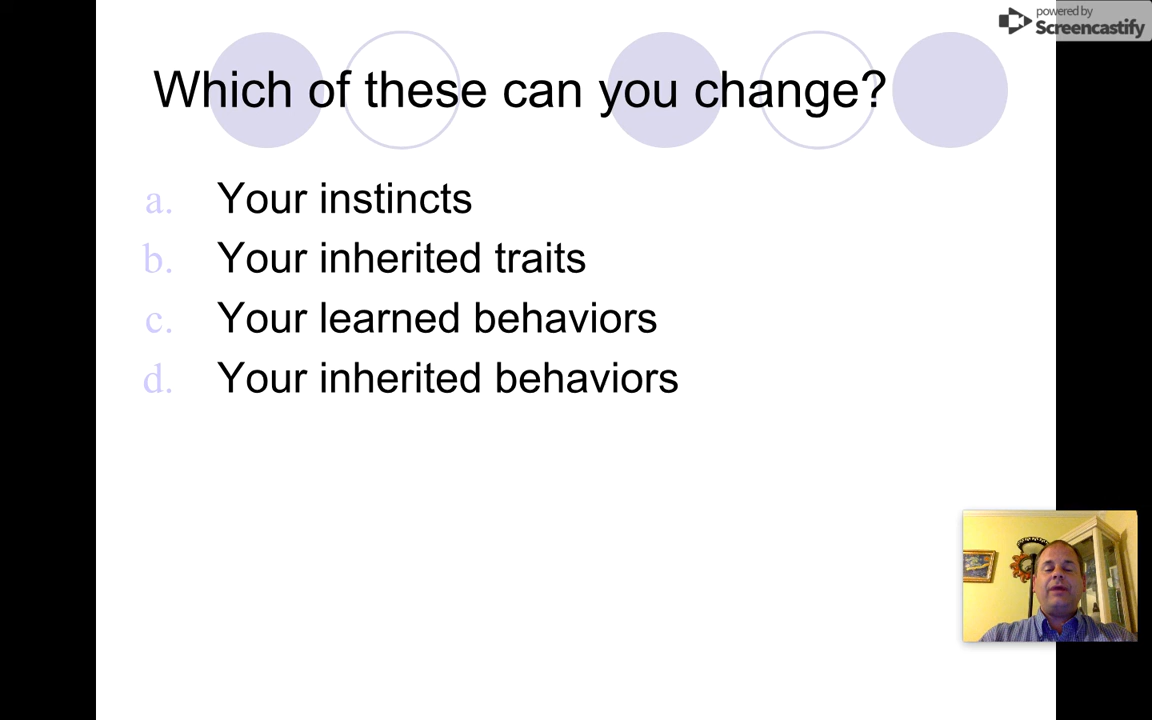 powered by
Screencastify
Which of these can you change?
a. Your instincts
b. Your inherited traits
c. Your learned behaviors
d. Your inherited behaviors